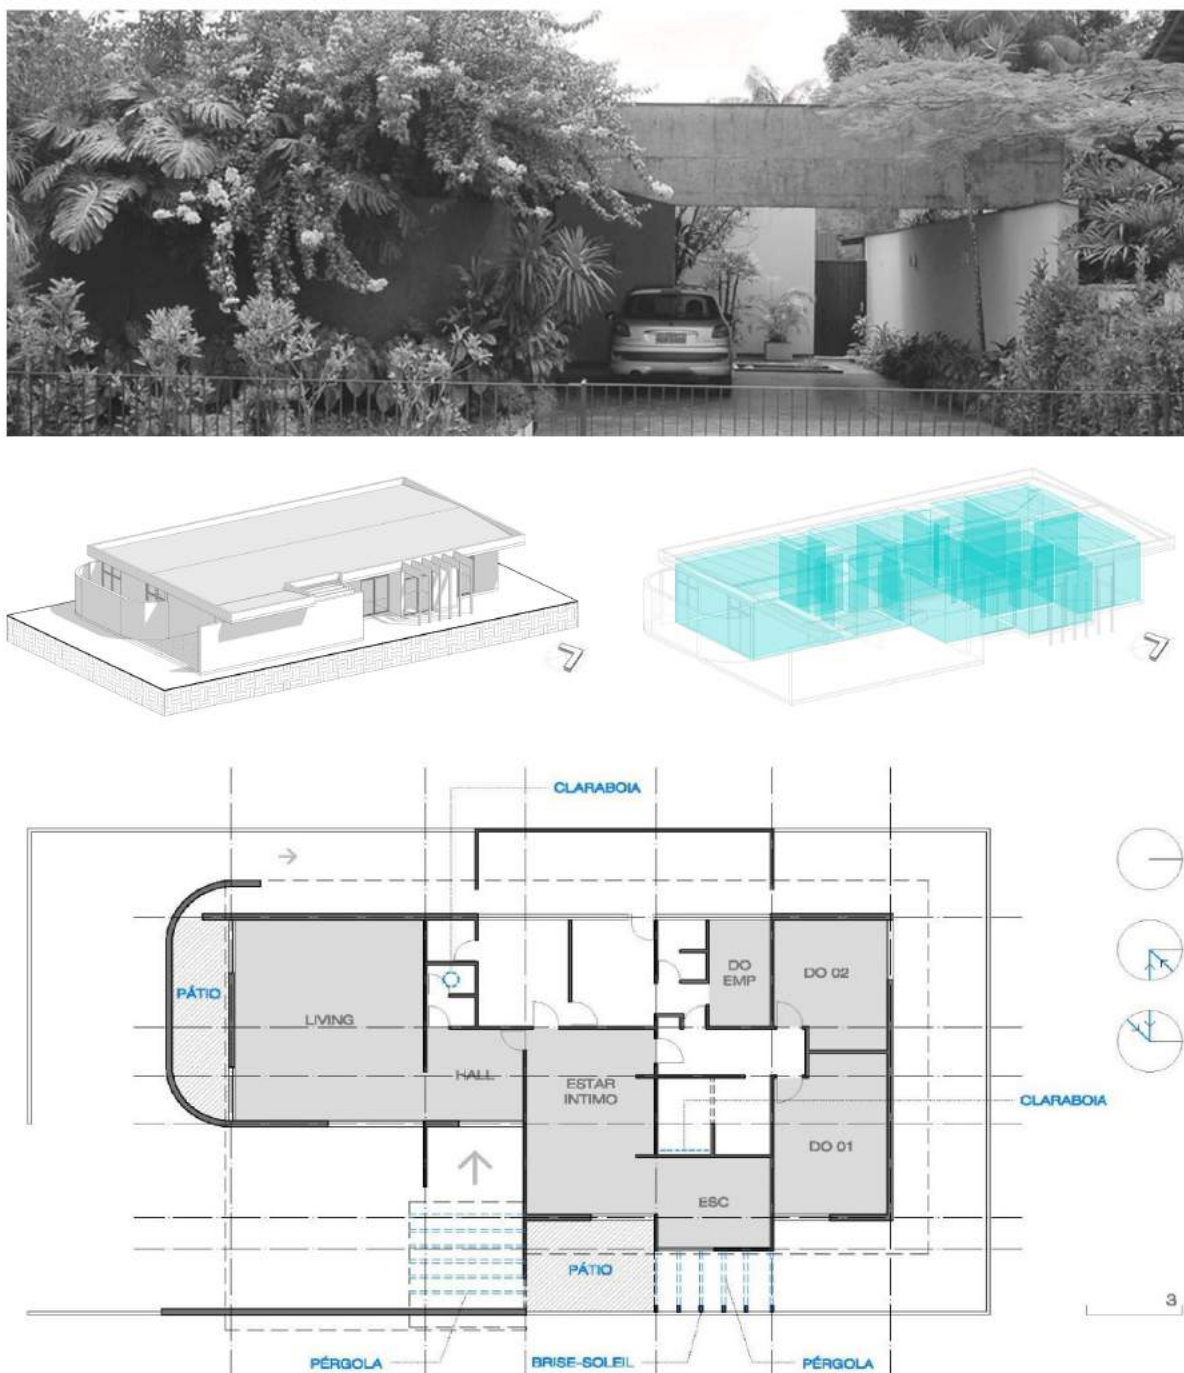 CLARABOIA
PÁTIO
LIVING
DO
EMP
DO 02
HALL
ESTAR
INTIMO
CLARABOIA
DO 01
ESC
PÁTIO
3
PÉRGOLA
BRISE-SOLEIL
PÉRGOLA